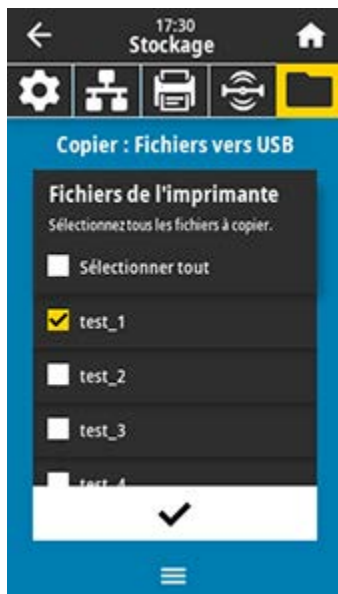 17:30
Stockage
Copier : Fichiers vers USB
Fichiers de l'imprimante
Sélectionnez tous les fichiers à copier.
Sélectionner tout
test_1
test_2
test_3
test_4